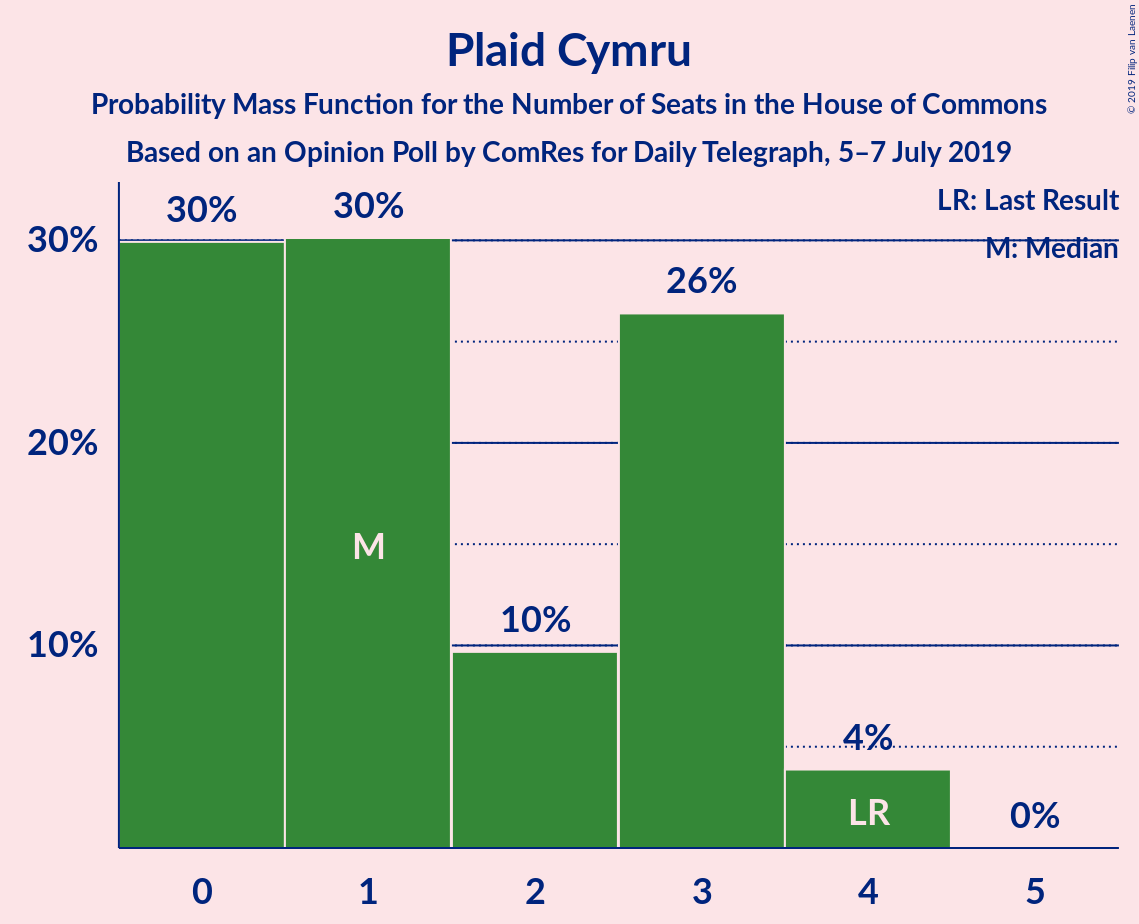 Plaid Cymru
Probability Mass Function for the Number of Seats in the House of Commons
Based on an Opinion Poll by ComRes for Daily Telegraph, 5–7 July 2019
© 2019 Filip van Laenen
LR: Last Result
M: Median
30%
20%
10%
30%
30%
10%
26%
4%
0%
M
LR
0
1
2
3
4
5